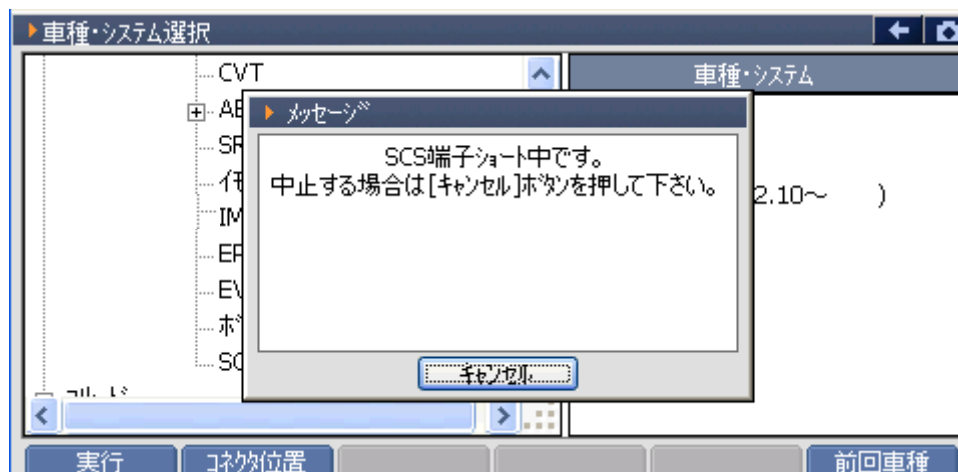 車種・システム選択
車種・システム
CVT
メッセージ
SCS端子ショート中です。
中止する場合は[キャンセル]ボタンを押して下さい。
2.10～ )
キャンセル
実行
コネクタ位置
前回車種